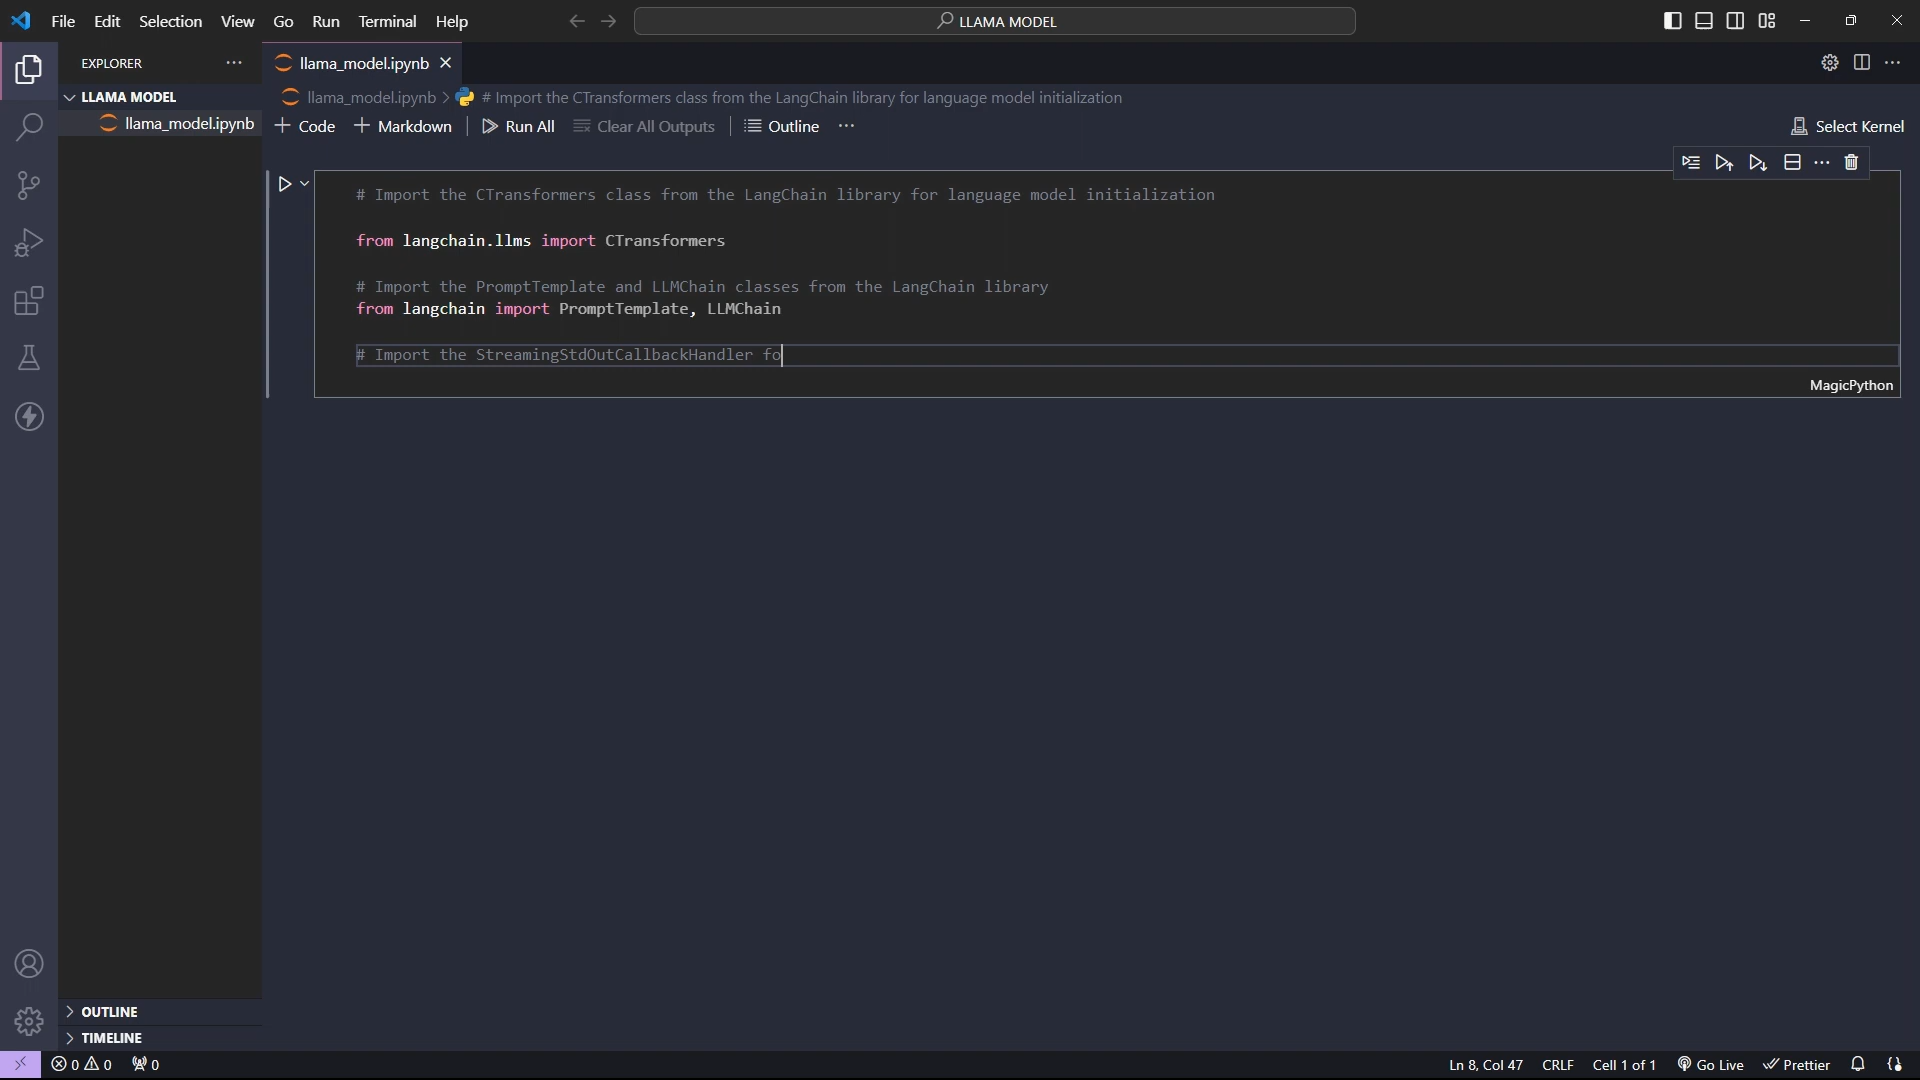 File Edit Selection View Go Run Terminal Help
LLAMA MODEL
EXPLORER
llama_model.ipynb
LLAMA MODEL
llama_model.ipynb > # Import the CTransformers class from the LangChain library for language model initialization
llama_model.ipynb
+ Code + Markdown Run All Clear All Outputs Outline
Select Kernel
# Import the CTransformers class from the LangChain library for language model initialization
from langchain.llms import CTransformers
# Import the PromptTemplate and LLMChain classes from the LangChain library
from langchain import PromptTemplate, LLMChain
# Import the StreamingStdOutCallbackHandler fo
MagicPython
OUTLINE
TIMELINE
0 0 0
Ln 8, Col 47 CRLF Cell 1 of 1 Go Live Prettier